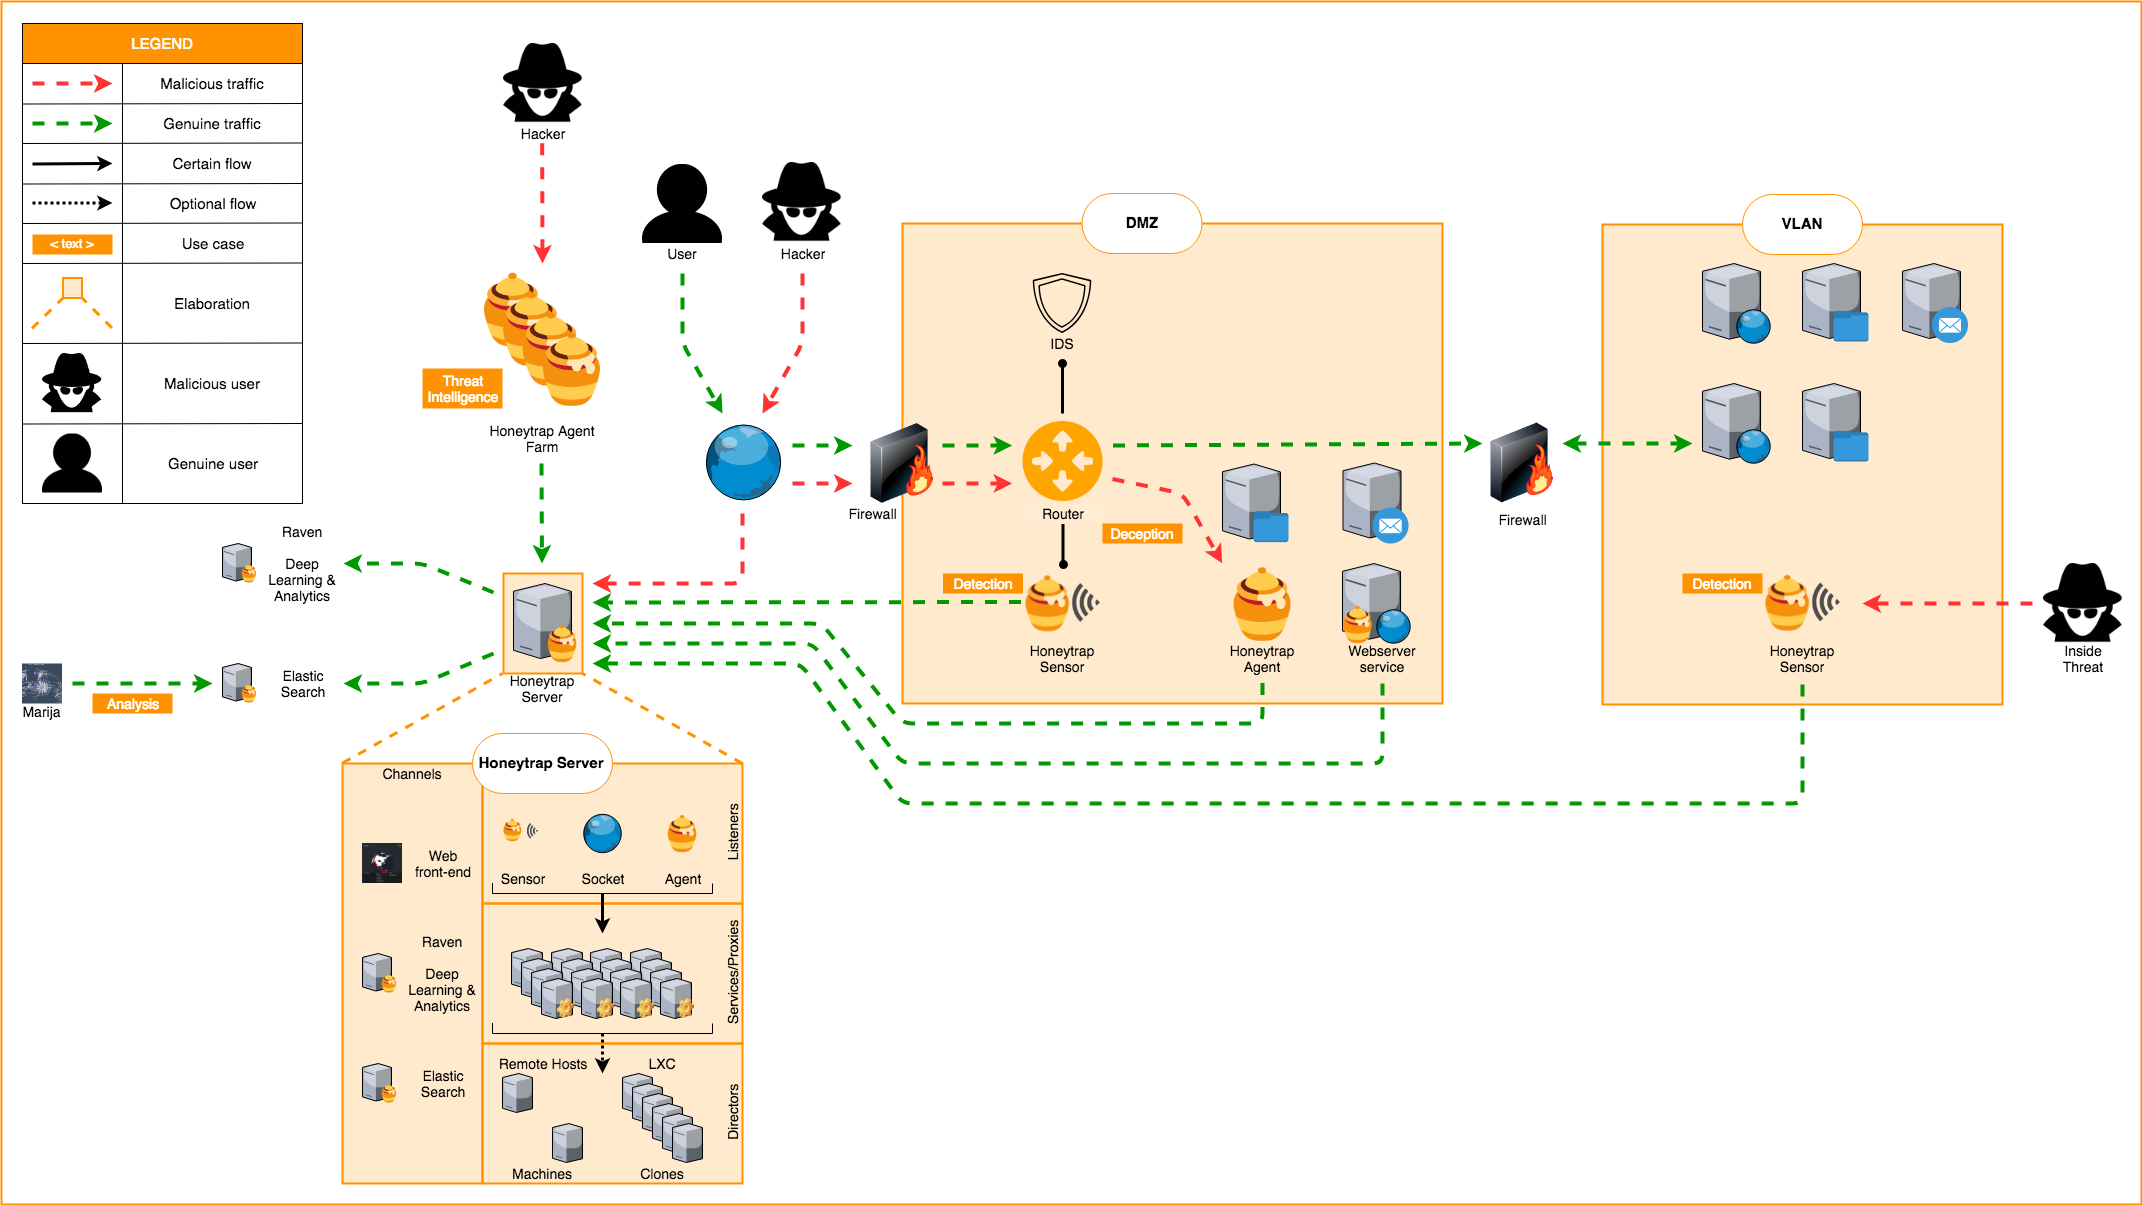 LEGEND
Malicious traffic
Genuine traffic
Certain flow
Optional flow
< text >
Use case
Elaboration
Malicious user
Genuine user
Hacker
User
Hacker
Threat
Intelligence
Honeytrap Agent
Farm
DMZ
IDS
Firewall
Router
Deception
Detection
Honeytrap
Sensor
Honeytrap
Agent
Webserver
service
VLAN
Firewall
Detection
Honeytrap
Sensor
Inside
Threat
Raven
Deep
Learning &
Analytics
Marija
Analysis
Elastic
Search
Honeytrap
Server
Honeytrap Server
Channels
Web
front-end
Raven
Deep
Learning &
Analytics
Elastic
Search
Sensor
Socket
Agent
Listeners
Services/Proxies
Remote Hosts
LXC
Machines
Clones
Directors